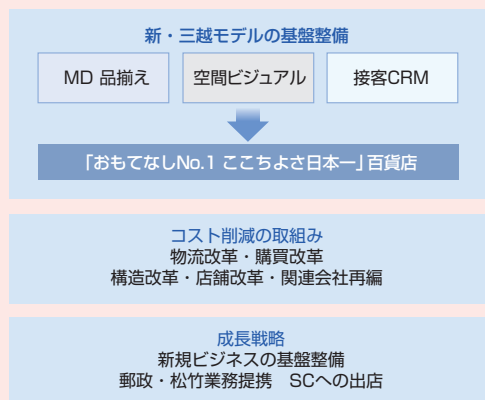 新・三越モデルの基盤整備
MD 品揃え
空間ビジュアル
接客CRM
「おもてなしNo.1 ここちよさ日本一」百貨店
コスト削減の取組み
物流改革・購買改革
構造改革・店舗改革・関連会社再編
成長戦略
新規ビジネスの基盤整備
郵政・松竹業務提携　SCへの出店